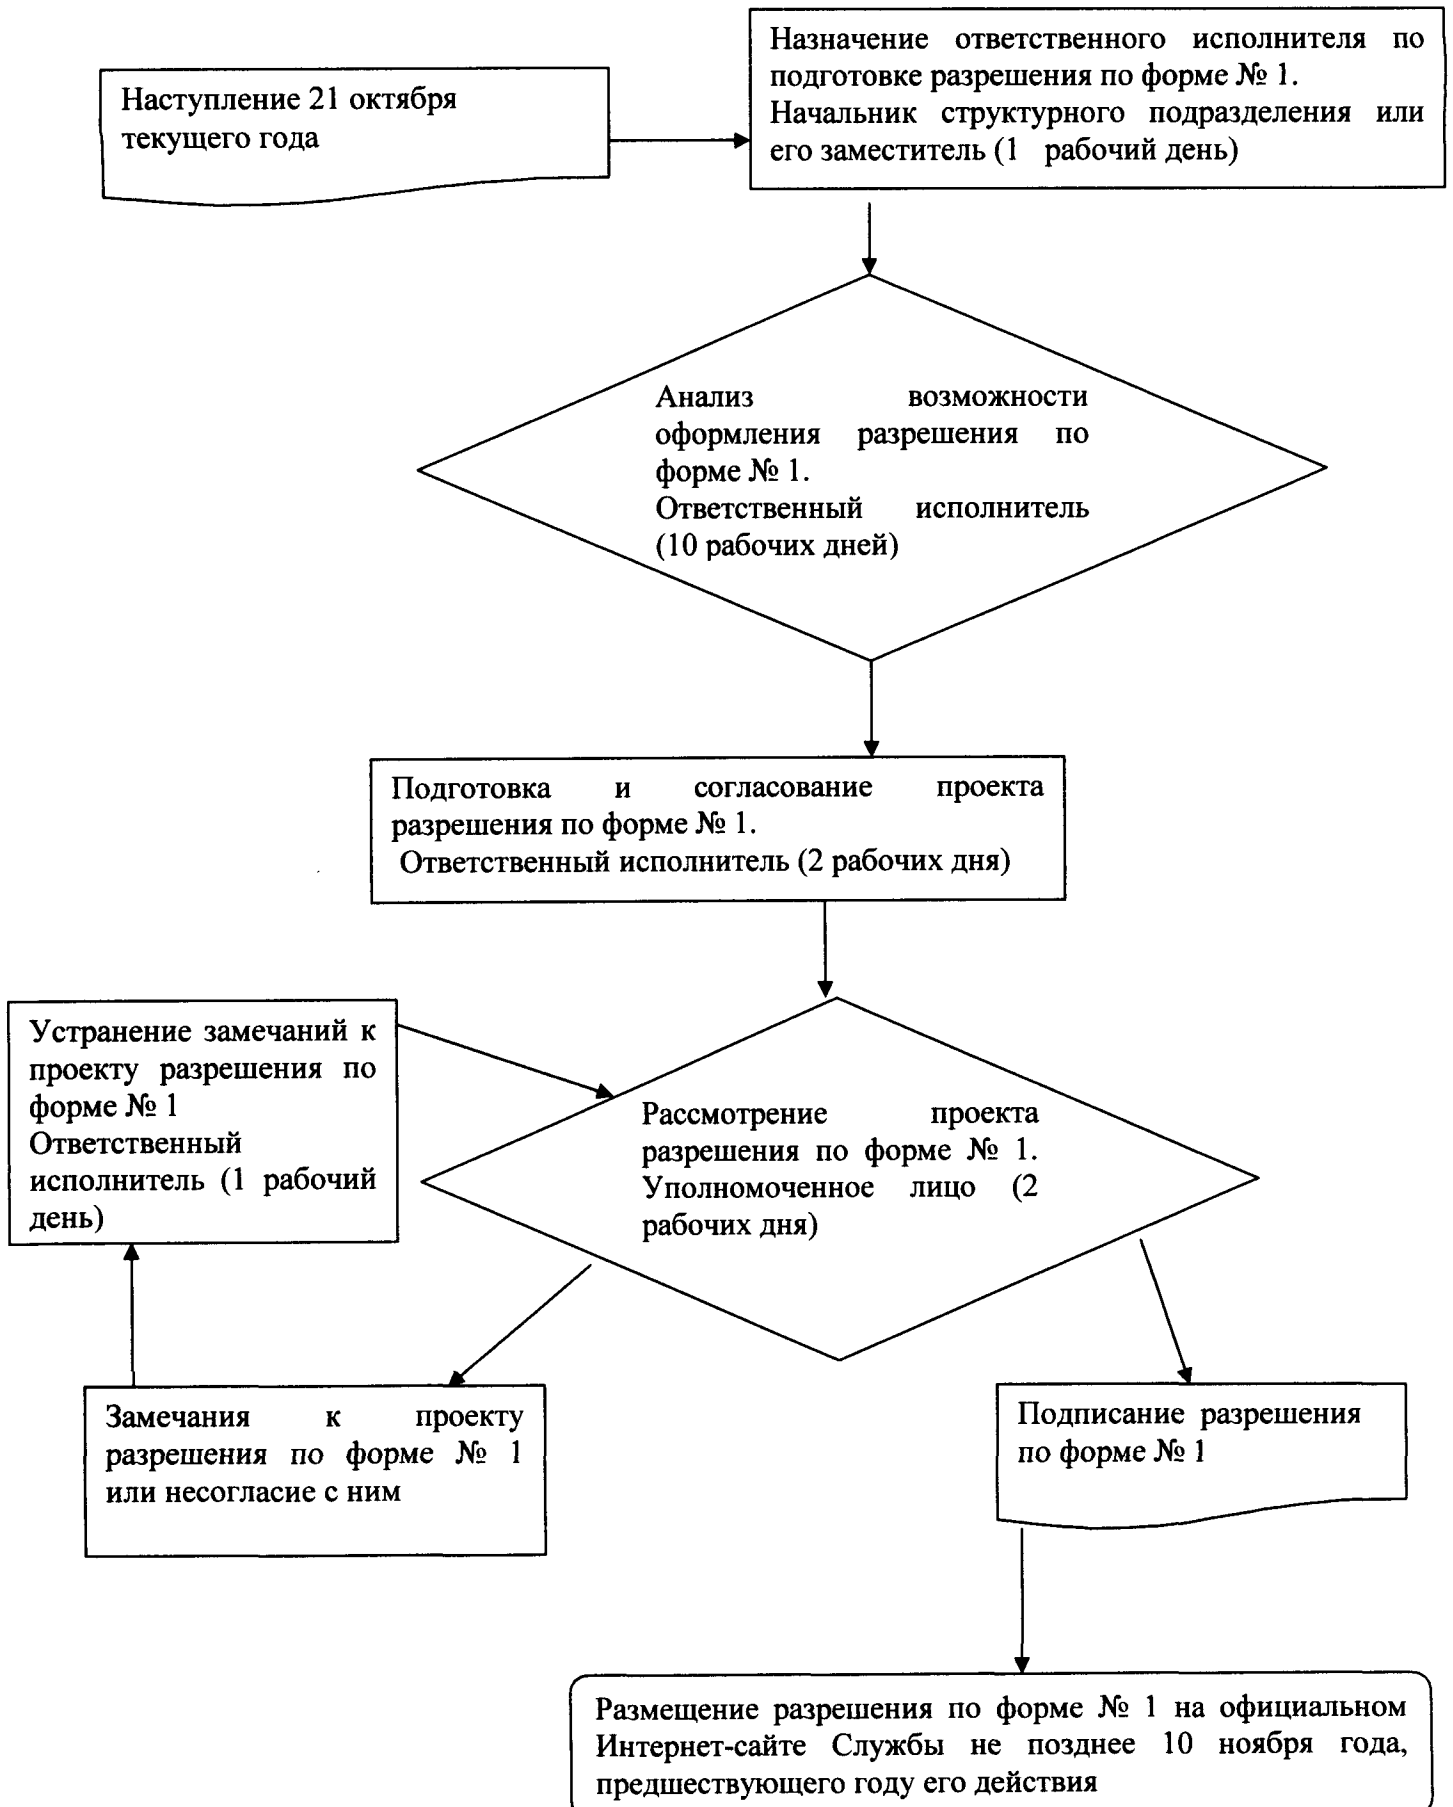 Наступление 21 октября
текущего года
Назначение ответственного исполнителя по
подготовке разрешения по форме № 1.
Начальник структурного подразделения или
его заместитель (1 рабочий день)
Анализ возможности
оформления разрешения по
форме № 1.
Ответственный исполнитель
(10 рабочих дней)
Подготовка и согласование проекта
разрешения по форме № 1.
Ответственный исполнитель (2 рабочих дня)
Устранение замечаний к
проекту разрешения по
форме № 1
Ответственный
исполнитель (1 рабочий
день)
Рассмотрение проекта
разрешения по форме № 1.
Уполномоченное лицо (2
рабочих дня)
Замечания к проекту
разрешения по форме № 1
или несогласие с ним
Подписание разрешения
по форме № 1
Размещение разрешения по форме № 1 на официальном
Интернет-сайте Службы не позднее 10 ноября года,
предшествующего году его действия